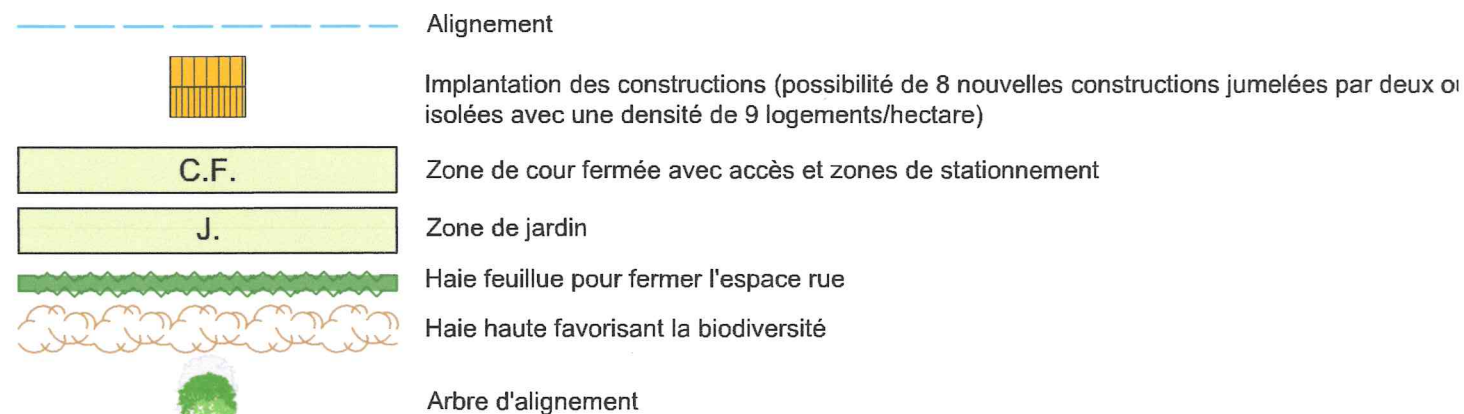 Alignement
Implantation des constructions (possibilité de 8 nouvelles constructions jumelées par deux
isolées avec une densité de 9 logements/hectare)
C.F. Zone de cour fermée avec accès et zones de stationnement
J. Zone de jardin
Haie feuillue pour fermer l'espace rue
Haie haute favorisant la biodiversité
Arbre d'alignement